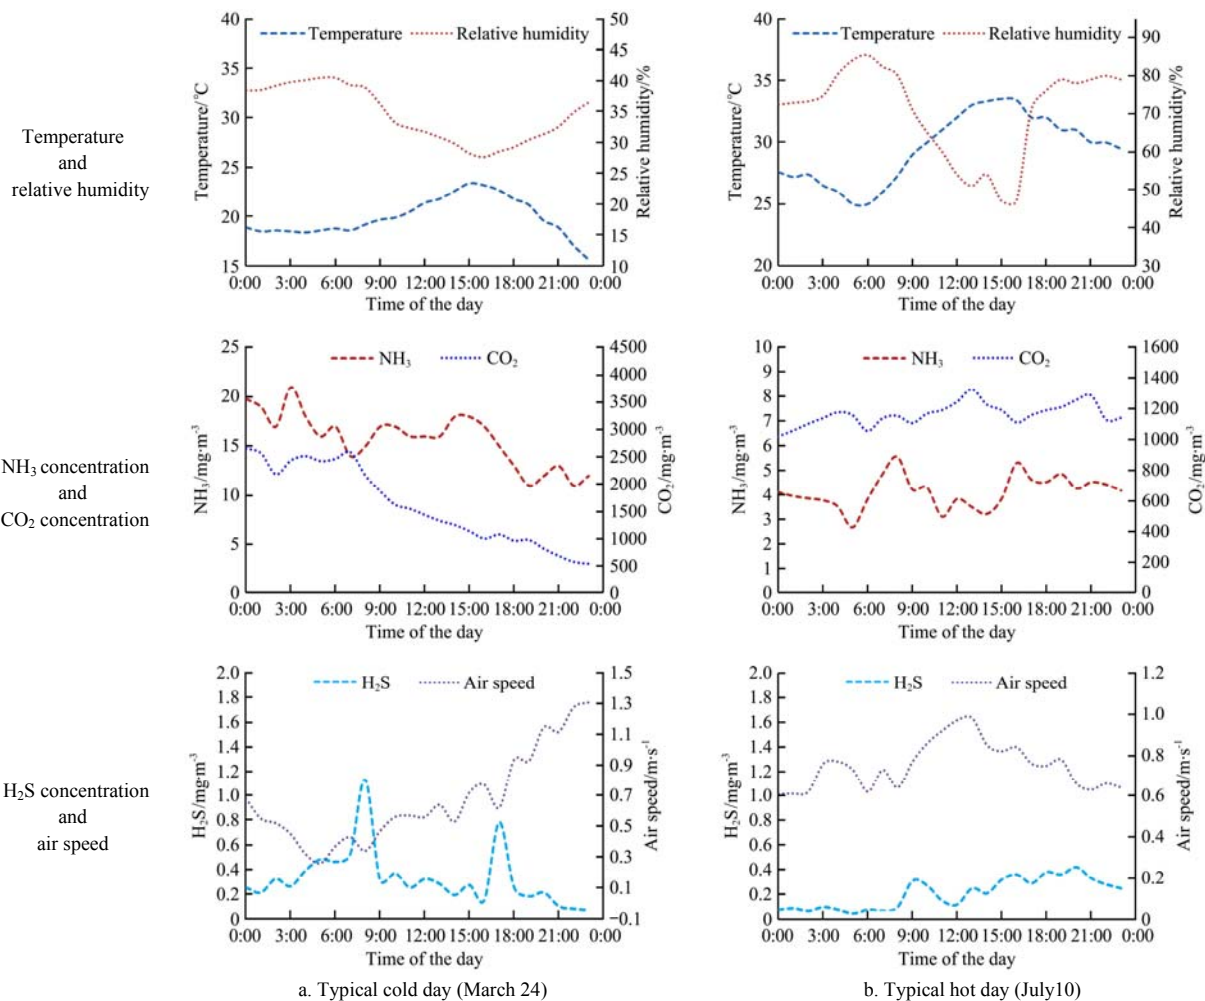 Temperature
and
relative humidity
Temperature Relative humidity
40 35 30 25 20 15
Temperature/°C
50 45 40 35 30 25 20 15 10
Relative humidity/%
0:00 3:00 6:00 9:00 12:00 15:00 18:00 21:00 0:00
Time of the day
Temperature Relative humidity
40 35 30 25 20
Temperature/°C
90 80 70 60 50 40 30
Relative humidity/%
0:00 3:00 6:00 9:00 12:00 15:00 18:00 21:00 0:00
Time of the day
NH₃ concentration
and
CO₂ concentration
NH₃ CO₂
25 20 15 10 5 0
NH₃/mg·m⁻³
4500 4000 3500 3000 2500 2000 1500 1000 500 0
CO₂/mg·m⁻³
0:00 3:00 6:00 9:00 12:00 15:00 18:00 21:00 0:00
Time of the day
NH₃ CO₂
10 9 8 7 6 5 4 3 2 1 0
NH₃/mg·m⁻³
1600 1400 1200 1000 800 600 400 200 0
CO₂/mg·m⁻³
0:00 3:00 6:00 9:00 12:00 15:00 18:00 21:00 0:00
Time of the day
H₂S concentration
and
air speed
H₂S Air speed
2.0 1.8 1.6 1.4 1.2 1.0 0.8 0.6 0.4 0.2 0
H₂S/mg·m⁻³
1.5 1.3 1.1 0.9 0.7 0.5 0.3 0.1 −0.1
Air speed/m·s⁻¹
0:00 3:00 6:00 9:00 12:00 15:00 18:00 21:00 0:00
Time of the day
H₂S Air speed
2.0 1.8 1.6 1.4 1.2 1.0 0.8 0.6 0.4 0.2 0
H₂S/mg·m⁻³
1.2 1.0 0.8 0.6 0.4 0.2 0
Air speed/m·s⁻¹
0:00 3:00 6:00 9:00 12:00 15:00 18:00 21:00 0:00
Time of the day
a. Typical cold day (March 24)
b. Typical hot day (July10)